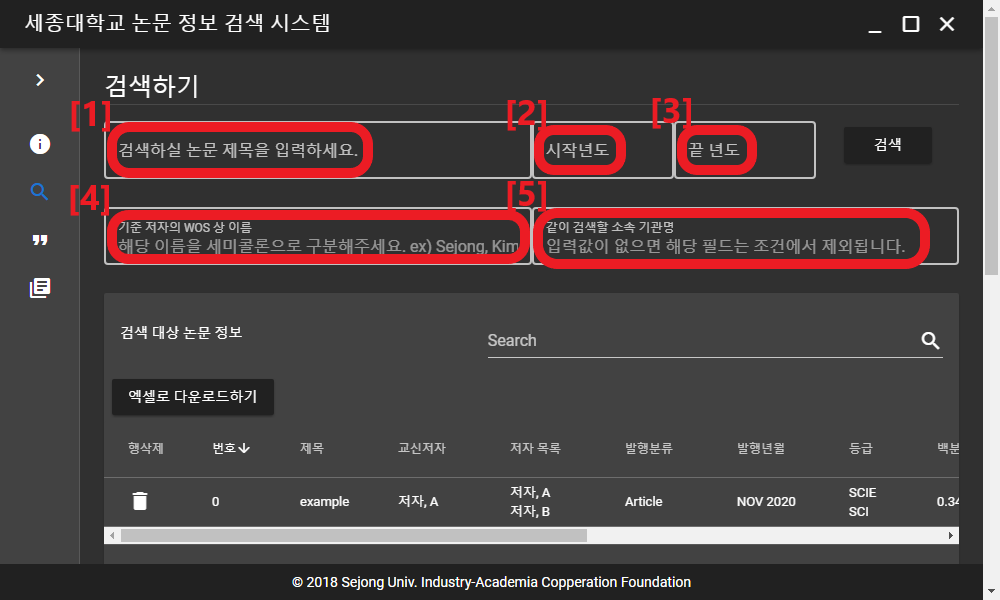 세종대학교 논문 정보 검색 시스템
검색하기
[1]
[2]
[3]
검색하실 논문 제목을 입력하세요.
시작년도
끝 년도
검색
[4]
[5]
기준 저자의 WOS 상 이름
해당 이름을 세미콜론으로 구분해주세요. ex) Sejong, Kim
같이 검색할 소속 기관명
입력값이 없으면 해당 필드는 조건에서 제외됩니다.
검색 대상 논문 정보
Search
엑셀로 다운로드하기
행삭제 번호 제목 교신저자 저자 목록 발행분류 발행년월 등급 백분
0 example 저자, A 저자, A Article NOV 2020 SCIE 0.34
저자, B SCI
© 2018 Sejong Univ. Industry-Academia Copperation Foundation